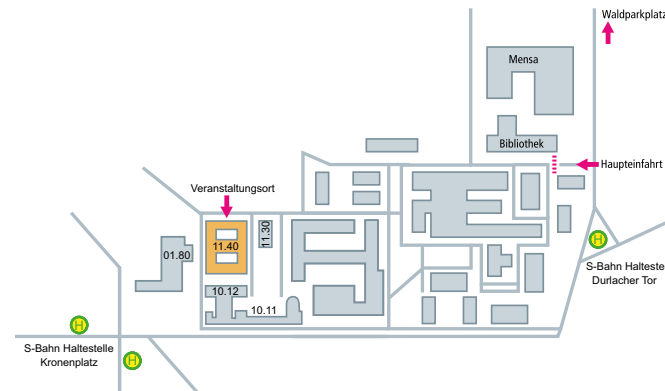 Waldparkplatz
Mensa
Bibliothek
Haupteinfahrt
Veranstaltungsort
11.30
11.40
01.80
10.12
10.11
H
S-Bahn Haltestelle
Durlacher Tor
H
S-Bahn Haltestelle
Kronenplatz
H